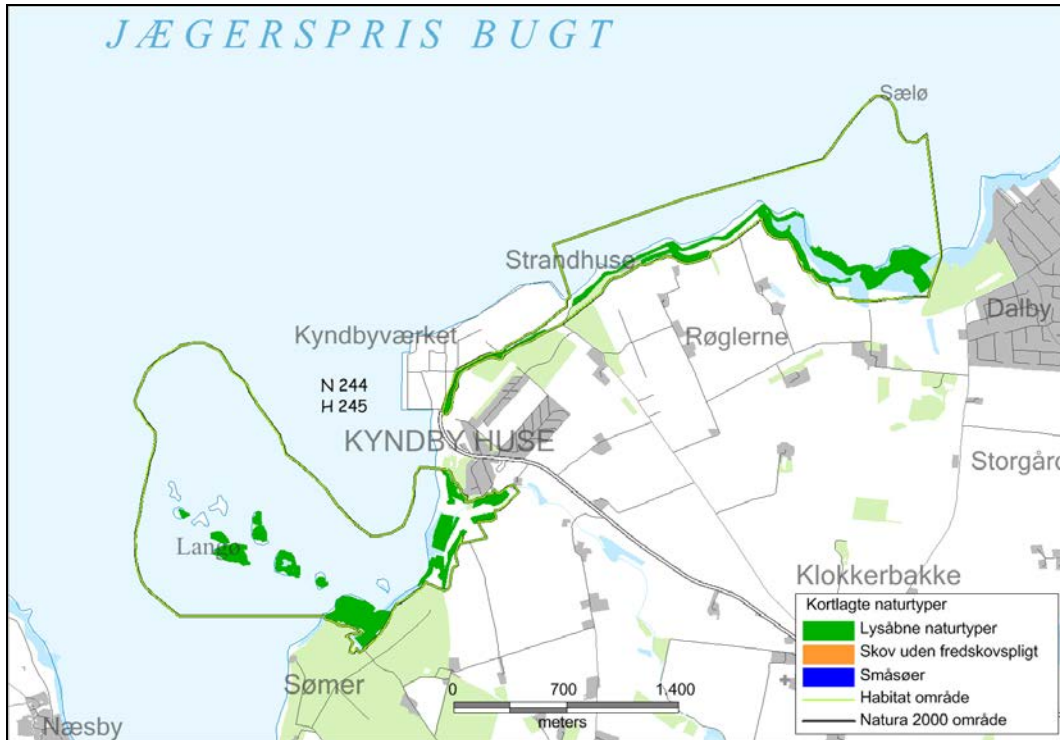 JÆGERSPRIS BUGT
Sælø
Strandhuse
Dalby
Kyndbyværket
Røglerne
N 244
H 245
KYNDBY HUSE
Storgård
Langø
Klokkerbakke
Kortlagte naturtyper
Lysåbne naturtyper
Skov uden fredskovspligt
Småsøer
Habitat område
Natura 2000 område
Sømer
0 700 1,400
meters
Næsby